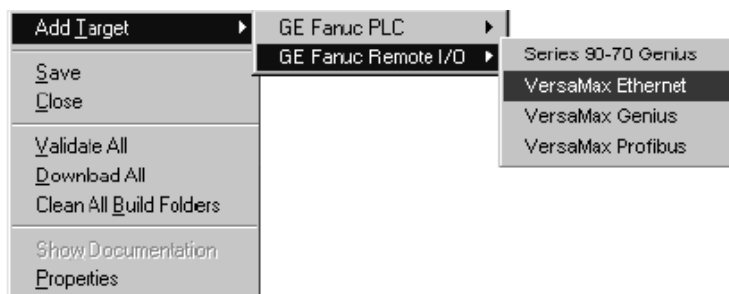 Add Target
Save
Close
Validate All
Download All
Clean All Build Folders
Show Documentation
Properties
GE Fanuc PLC
GE Fanuc Remote I/O
Series 90-70 Genius
VersaMax Ethernet
VersaMax Genius
VersaMax Profibus